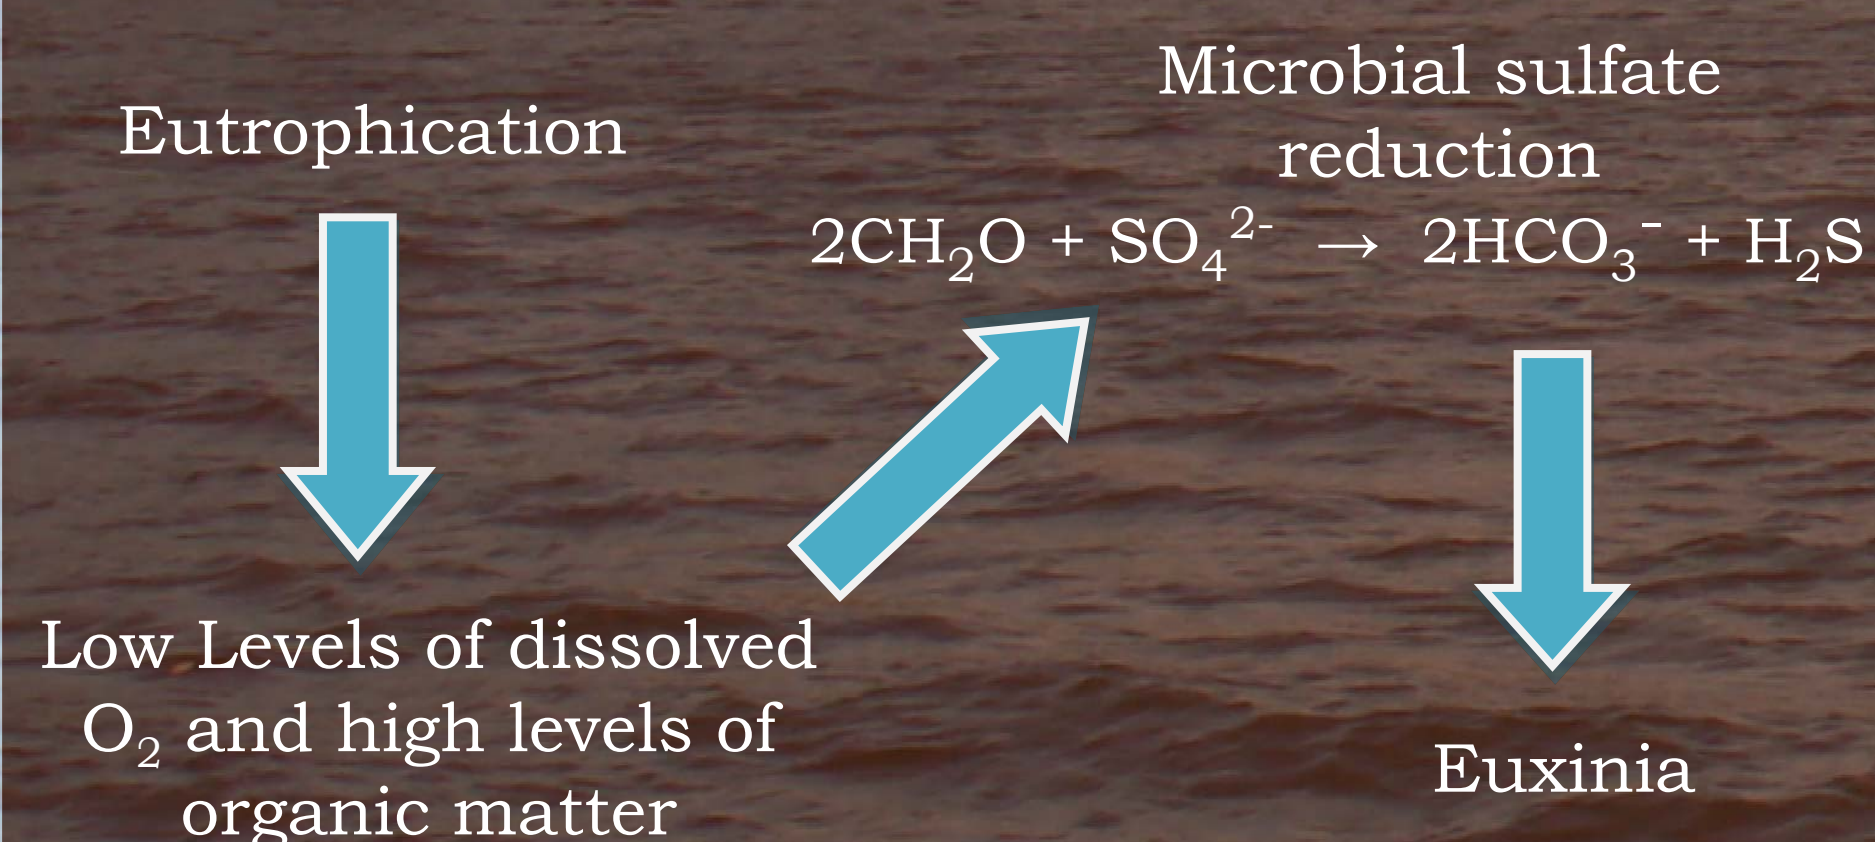 Eutrophication
Low Levels of dissolved
O₂ and high levels of
organic matter
Microbial sulfate
reduction
2CH₂O + SO₄²⁻ → 2HCO₃⁻ + H₂S
Euxinia